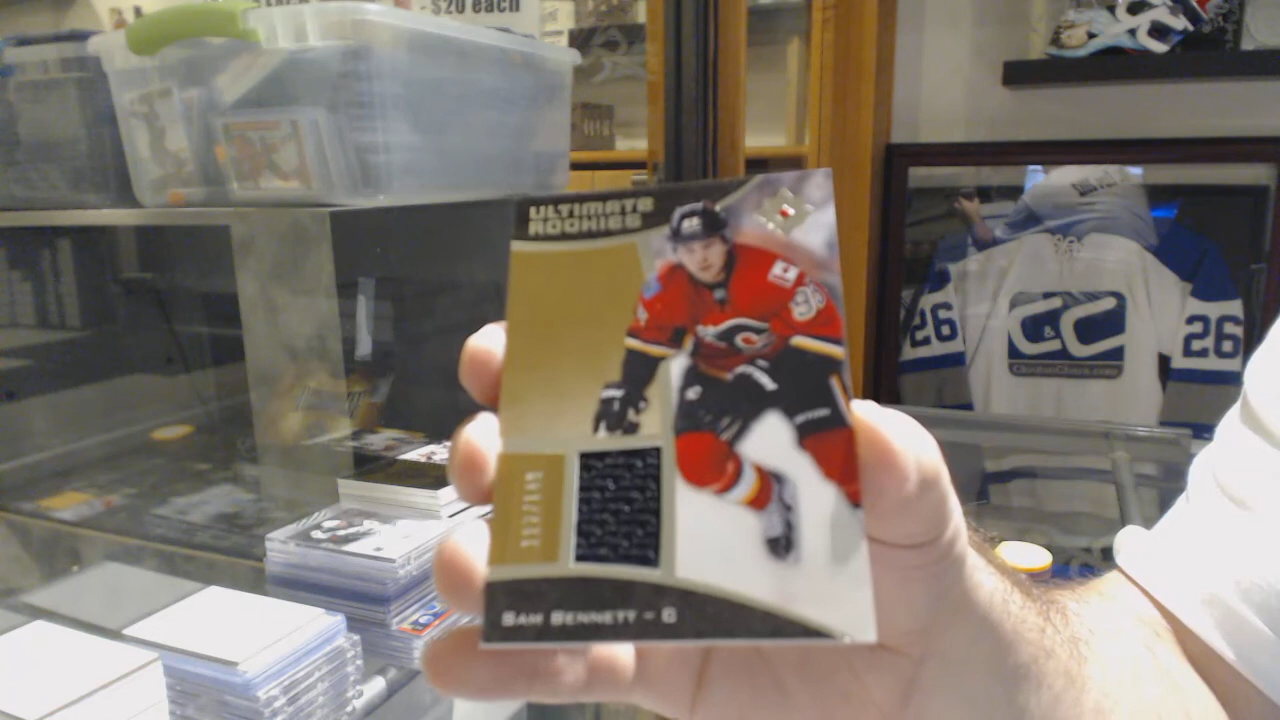 - $20 each
ULTIMATE
ROOKIES
26
C&C
26
SAM BENNETT - C